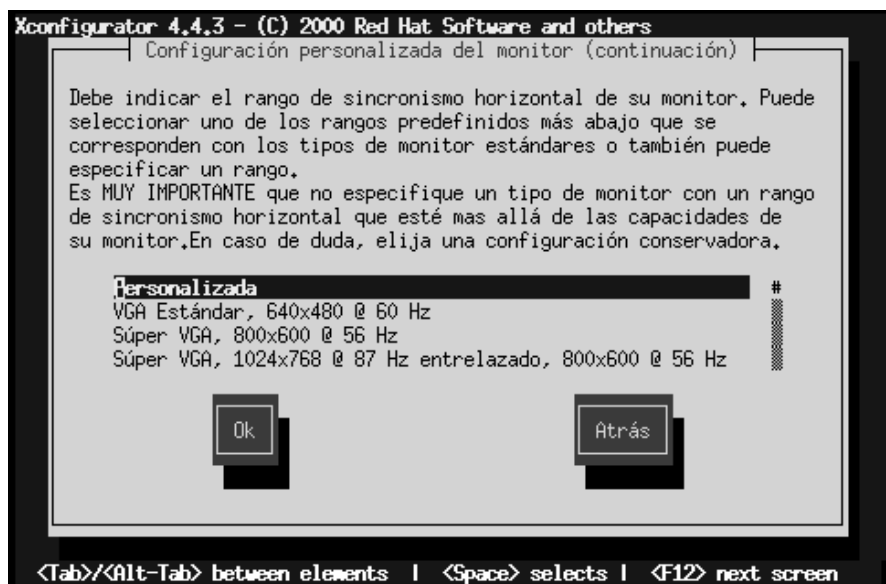 Xconfigurator 4.4.3 - (C) 2000 Red Hat Software and others
Configuración personalizada del monitor (continuación)
Debe indicar el rango de sincronismo horizontal de su monitor. Puede
seleccionar uno de los rangos predefinidos más abajo que se
corresponden con los tipos de monitor estándares o también puede
especificar un rango.
Es MUY IMPORTANTE que no especifique un tipo de monitor con un rango
de sincronismo horizontal que esté mas allá de las capacidades de
su monitor.En caso de duda, elija una configuración conservadora.
Personalizada #
VGA Estándar, 640x480 @ 60 Hz
Súper VGA, 800x600 @ 56 Hz
Súper VGA, 1024x768 @ 87 Hz entrelazado, 800x600 @ 56 Hz
Ok Atrás
<Tab>/<Alt-Tab> between elements | <Space> selects | <F12> next screen